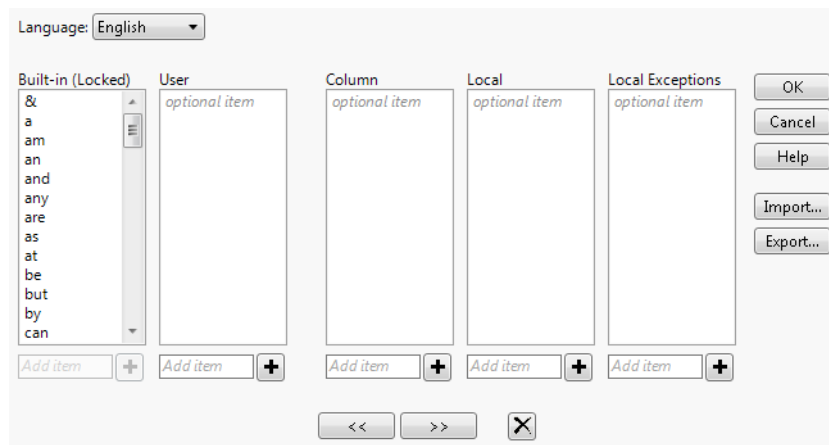 Language: English
Built-in (Locked) User Column Local Local Exceptions
& optional item optional item optional item optional item OK
a
am Cancel
an
and Help
any
are Import...
as
at Export...
be
but
by
can
Add item + Add item + Add item + Add item + Add item +
<< >> X